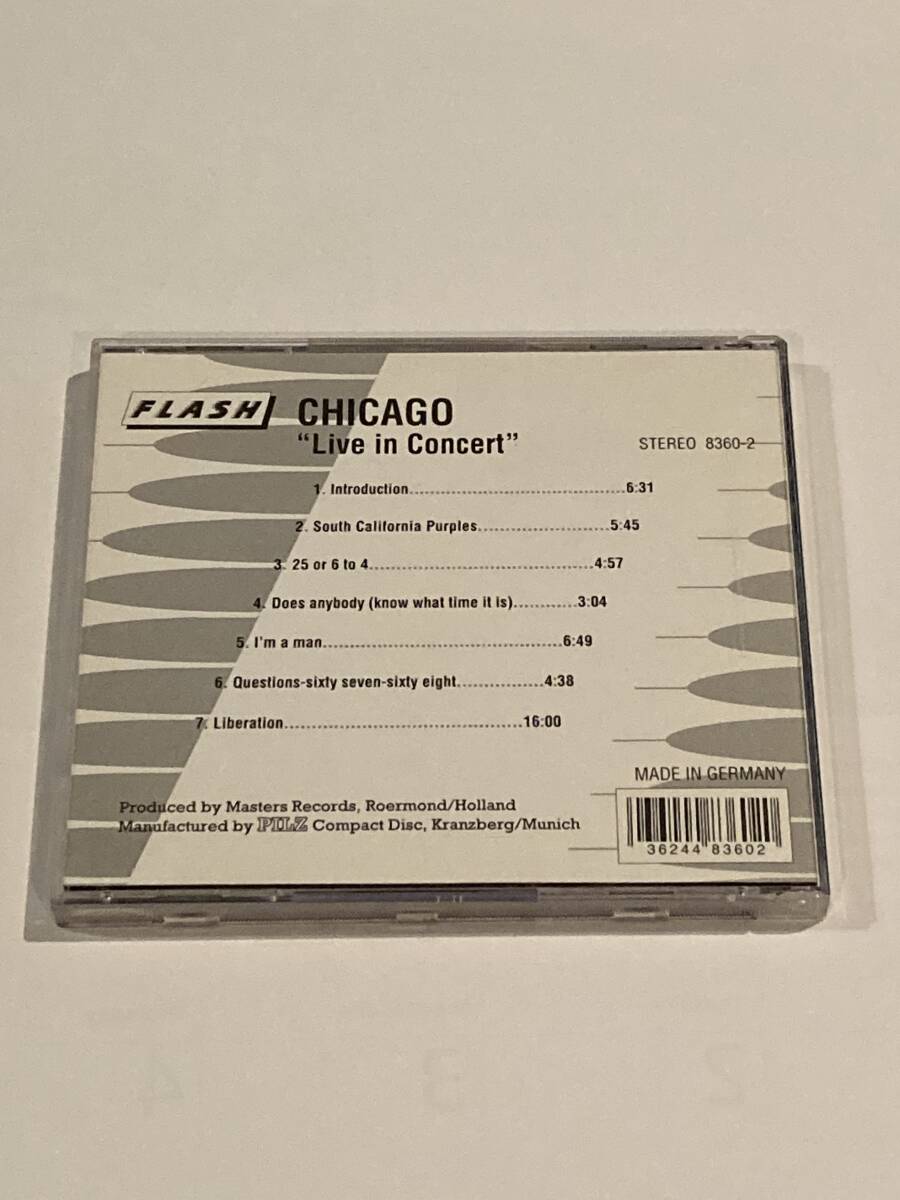 FLASH
CHICAGO
"Live in Concert"
STEREO 8360-2
1. Introduction..........................................6:31
2. South California Purples..........................5:45
3. 25 or 6 to 4...........................................4:57
4. Does anybody (know what time it is)............3:04
5. I'm a man..............................................6:49
6. Questions-sixty seven-sixty eight.................4:38
7. Liberation..............................................16:00
MADE IN GERMANY
Produced by Masters Records, Roermond/Holland
Manufactured by PILZ Compact Disc, Kranzberg/Munich
36244 83602